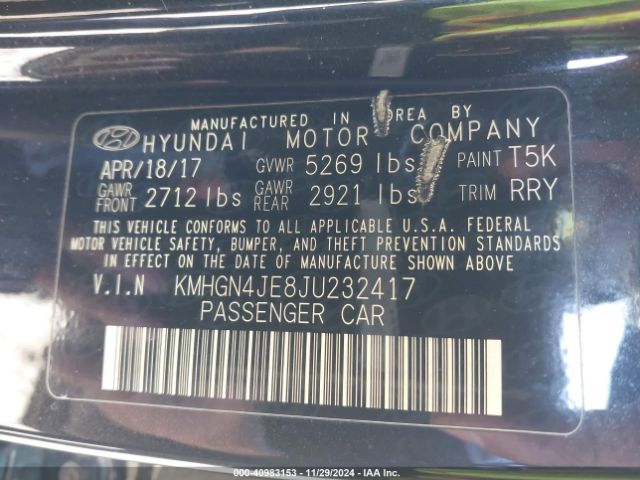 MANUFACTURED IN KOREA BY
HYUNDAI MOTOR COMPANY
APR/18/17 GVWR 5269 lbs PAINT T5K
GAWR FRONT 2712 lbs GAWR REAR 2921 lbs TRIM RRY
THIS VEHICLE CONFORMS TO ALL APPLICABLE U.S.A. FEDERAL
MOTOR VEHICLE SAFETY, BUMPER, AND THEFT PREVENTION STANDARDS
IN EFFECT ON THE DATE OF MANUFACTURE SHOWN ABOVE.
V.I.N KMHGN4JE8JU232417
PASSENGER CAR
000-40983153 - 11/29/2024 - IAAI.COM